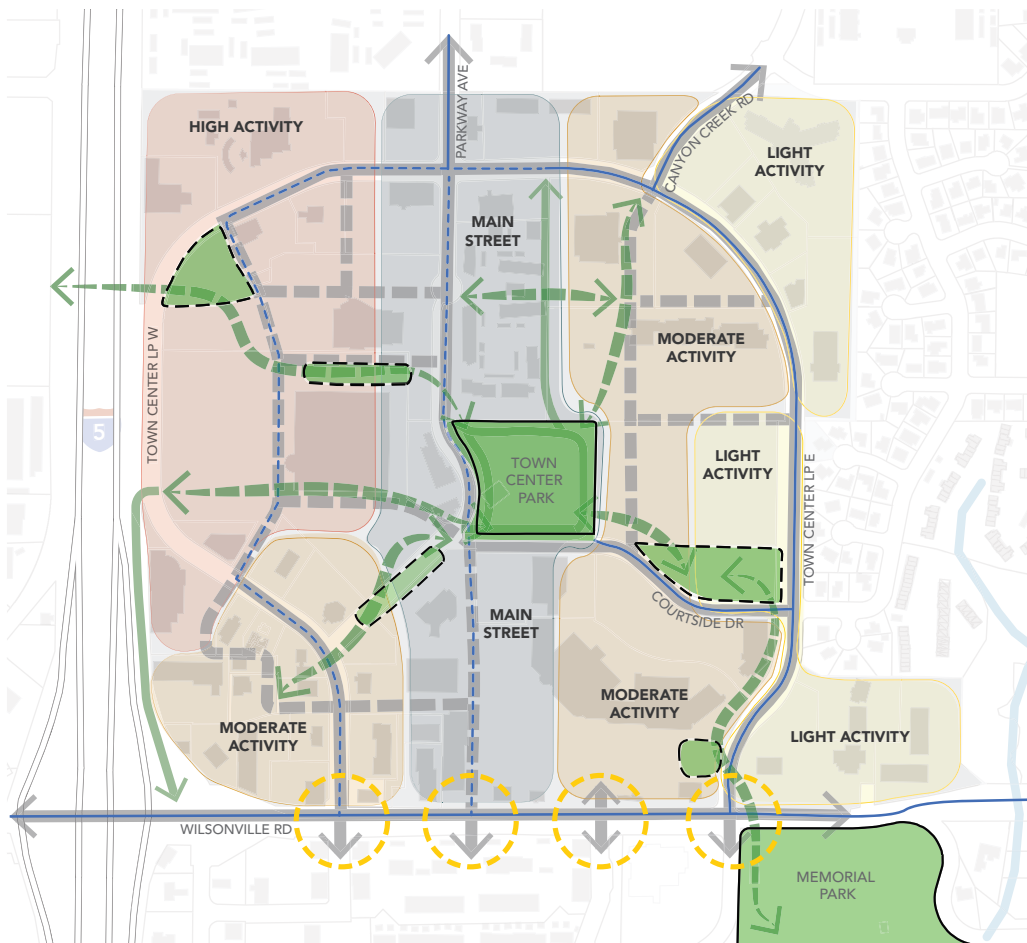 PARKWAY AVE
CANYON CREEK RD
HIGH ACTIVITY
LIGHT
ACTIVITY
MAIN
STREET
TOWN CENTER LP W
MODERATE
ACTIVITY
5
LIGHT
ACTIVITY
TOWN
CENTER
PARK
TOWN CENTER LP E
COURTSIDE DR
MAIN
STREET
MODERATE
ACTIVITY
MODERATE
ACTIVITY
LIGHT ACTIVITY
WILSONVILLE RD
MEMORIAL
PARK